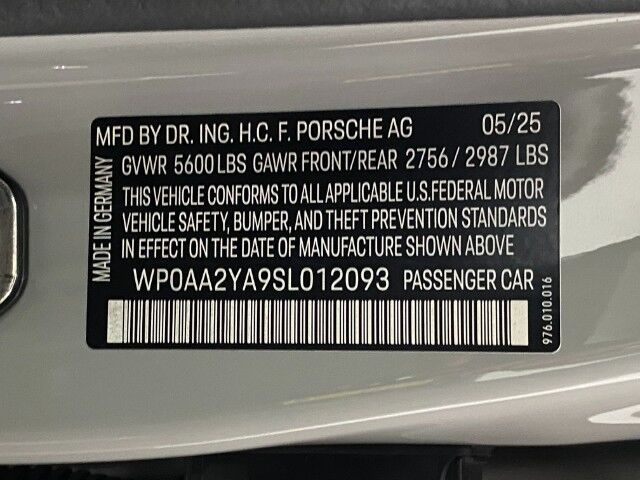 MFD BY DR. ING. H.C. F. PORSCHE AG 05/25
GVWR 5600 LBS GAWR FRONT/REAR 2756 / 2987 LBS
THIS VEHICLE CONFORMS TO ALL APPLICABLE U.S.FEDERAL MOTOR
VEHICLE SAFETY, BUMPER, AND THEFT PREVENTION STANDARDS
IN EFFECT ON THE DATE OF MANUFACTURE SHOWN ABOVE
WP0AA2YA9SL012093 PASSENGER CAR
MADE IN GERMANY
976.010.016